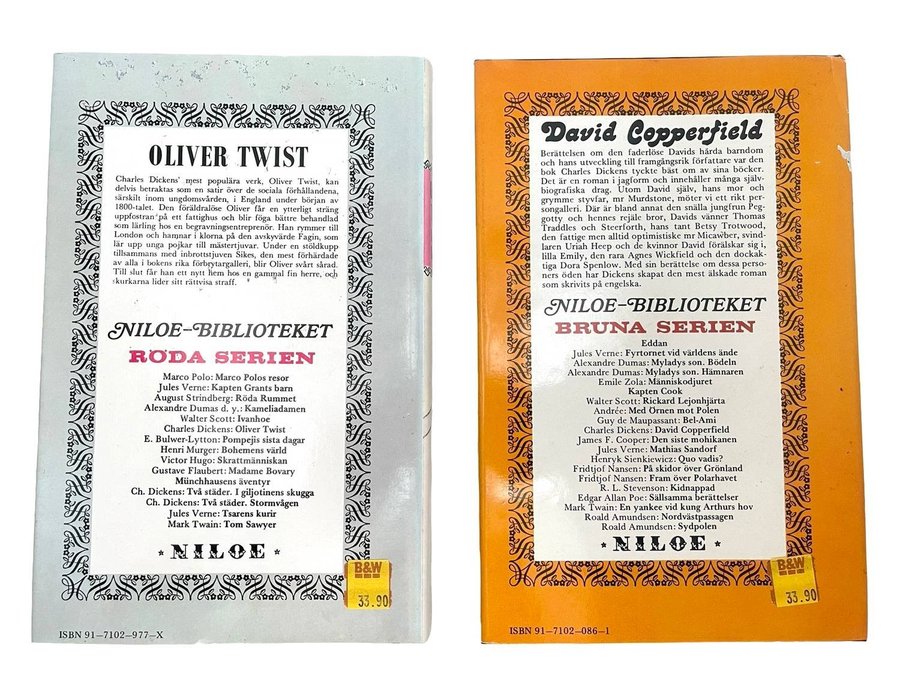 OLIVER TWIST
Charles Dickens' mest populära verk, Oliver Twist, kan
delvis betraktas som en satir över de sociala förhållandena,
särskilt inom ungdomsvården, i England under början av
1800-talet. Den föräldralöse Oliver får en ytterligt sträng
uppfostran på ett fattighus och blir föga bättre behandlad
som lärling hos en begravningsentreprenör. Han rymmer till
London och hamnar i klorna på den avskyvärde Fagin, som
lär upp unga pojkar till mästertjuvar. Under en stöldkupp
tillsammans med inbrottstjuven Sikes, den mest förhärdade
av alla i bokens rika förbrytargalleri, blir Oliver svårt sårad.
Till slut får han ett nytt hem hos en gammal fin herre, och
skurkarna lider sitt rättvisa straff.
NILOE-BIBLIOTEKET
RÖDA SERIEN
Marco Polo: Marco Polos resor
Jules Verne: Kapten Grants barn
August Strindberg: Röda Rummet
Alexandre Dumas d. y.: Kameliadamen
Walter Scott: Ivanhoe
Charles Dickens: Oliver Twist
E. Bulwer-Lytton: Pompejis sista dagar
Henri Murger: Bohemens värld
Victor Hugo: Skrattmänniskan
Gustave Flaubert: Madame Bovary
Münchhausens äventyr
Ch. Dickens: Två städer. I giljotinens skugga
Ch. Dickens: Två städer. Stormvågen
Jules Verne: Tsarens kurir
Mark Twain: Tom Sawyer
* NILOE *
B&W
33.90
ISBN 91—7102—977—X
David Copperfield
Berättelsen om den faderlöse Davids hårda barndom
och hans utveckling till framgångsrik författare var den
bok Charles Dickens tyckte bäst om av sina böcker.
Det är en roman i jagform och innehåller många själv-
biografiska drag. Utom David själv, hans mor och
grymme styvfar, mr Murdstone, möter vi ett rikt per-
songalleri. Där är bland annat den snälla jungfrun Peg-
gotty och hennes rejäle bror, Davids vänner Thomas
Traddles och Steerforth, hans tant Betsy Trotwood,
den fattige men alltid optimistiske mr Micawber, svind-
laren Uriah Heep och de kvinnor David förälskar sig i,
lilla Emily, den rara Agnes Wickfield och den dockak-
tiga Dora Spenlow. Med sin berättelse om dessa perso-
ners öden har Dickens skapat den mest älskade roman
som skrivits på engelska.
NILOE-BIBLIOTEKET
BRUNA SERIEN
Eddan
Jules Verne: Fyrtornet vid världens ände
Alexandre Dumas: Myladys son. Bödeln
Alexandre Dumas: Myladys son. Hämnaren
Emile Zola: Människodjuret
Kapten Cook
Walter Scott: Rickard Lejonhjärta
Andrée: Med Örnen mot Polen
Guy de Maupassant: Bel-Ami
Charles Dickens: David Copperfield
James F. Cooper: Den siste mohikanen
Jules Verne: Mathias Sandorf
Henryk Sienkiewicz: Quo vadis?
Fridtjof Nansen: På skidor över Grönland
Fridtjof Nansen: Fram över Polarhavet
R. L. Stevenson: Kidnappad
Edgar Allan Poe: Sällsamma berättelser
Mark Twain: En yankee vid kung Arthurs hov
Roald Amundsen: Nordvästpassagen
Roald Amundsen: Sydpolen
* NILOE *
B&W
33.90
ISBN 91—7102—086—1